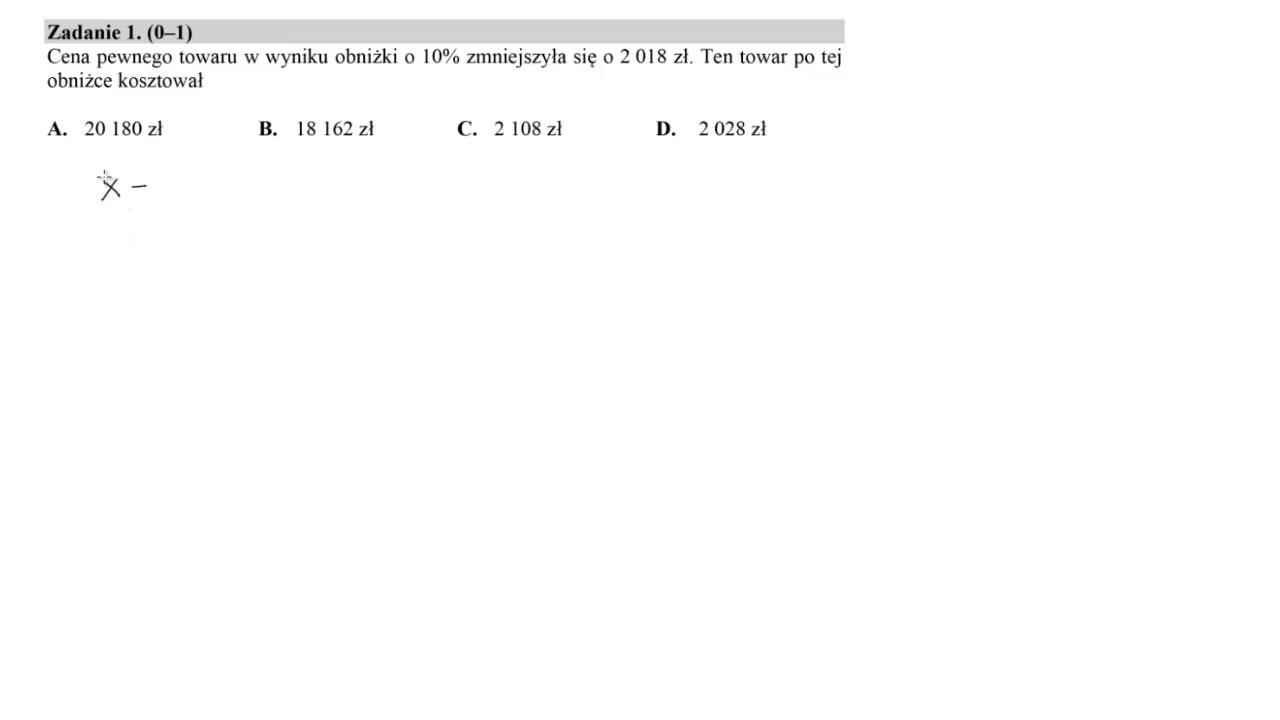 Zadanie 1. (0–1)
Cena pewnego towaru w wyniku obniżki o 10% zmniejszyła się o 2 018 zł. Ten towar po tej
obniżce kosztował
A. 20 180 zł B. 18 162 zł C. 2 108 zł D. 2 028 zł
x –